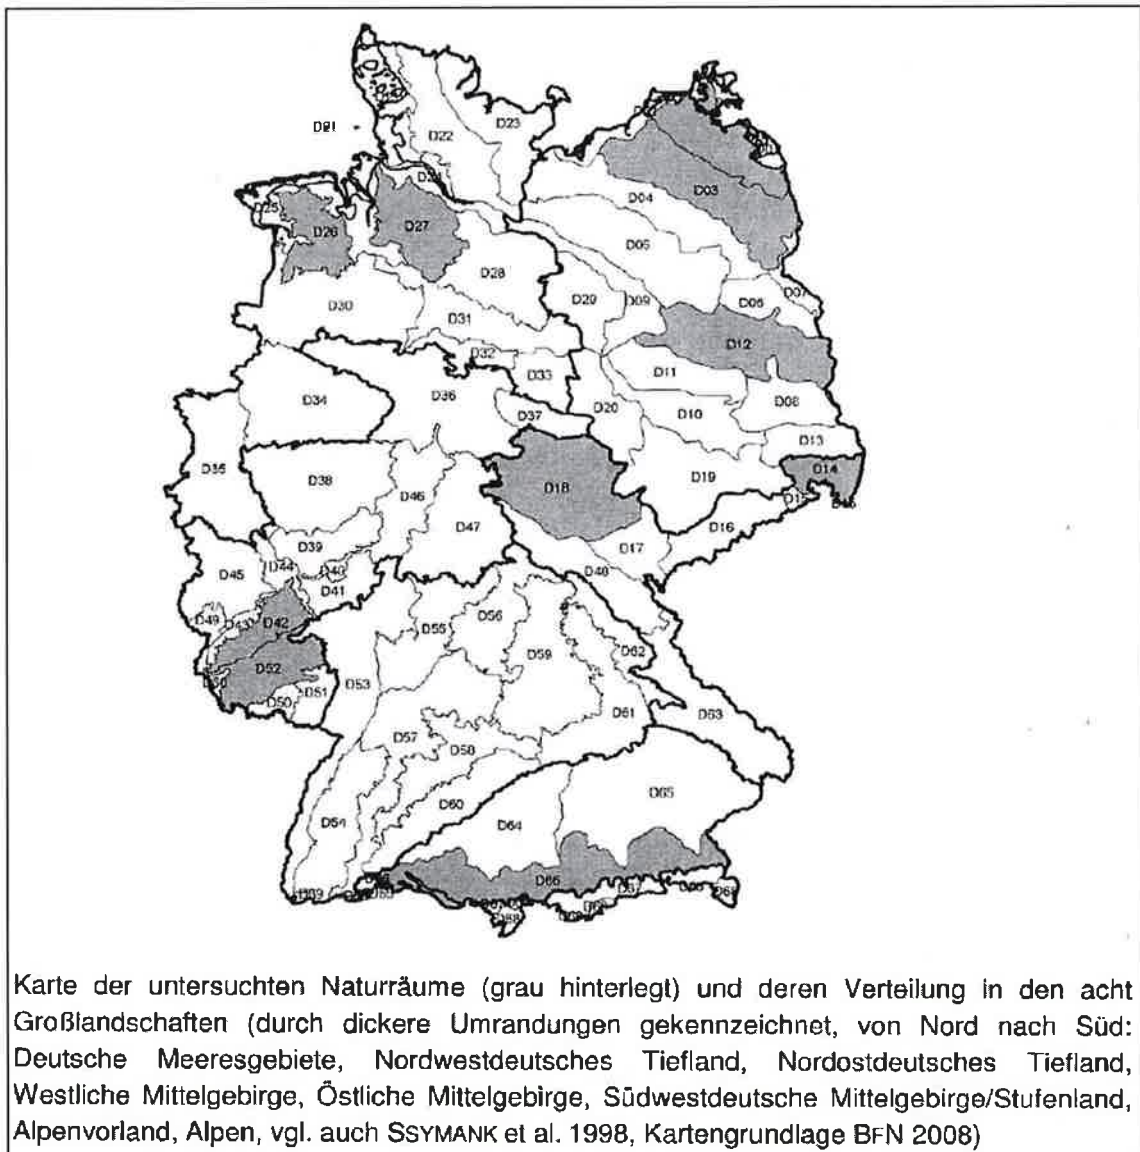 D21
D22
D23
D24
D25
D26
D27
D28
D03
D04
D05
D30
D31
D29
D09
D06
D07
D12
D32
D33
D11
D34
D36
D37
D20
D10
D08
D13
D35
D38
D46
D18
D19
D14
D15
D47
D16
D39
D17
D45
D44
D40
D41
D48
D49
D43
D42
D55
D56
D52
D53
D59
D62
D50
D51
D61
D63
D57
D58
D60
D54
D64
D65
D66
D67
D69
D68
Karte der untersuchten Naturräume (grau hinterlegt) und deren Verteilung in den acht
Großlandschaften (durch dickere Umrandungen gekennzeichnet, von Nord nach Süd:
Deutsche Meeresgebiete, Nordwestdeutsches Tiefland, Nordostdeutsches Tiefland,
Westliche Mittelgebirge, Östliche Mittelgebirge, Südwestdeutsche Mittelgebirge/Stufenland,
Alpenvorland, Alpen, vgl. auch SSYMANK et al. 1998, Kartengrundlage BFN 2008)